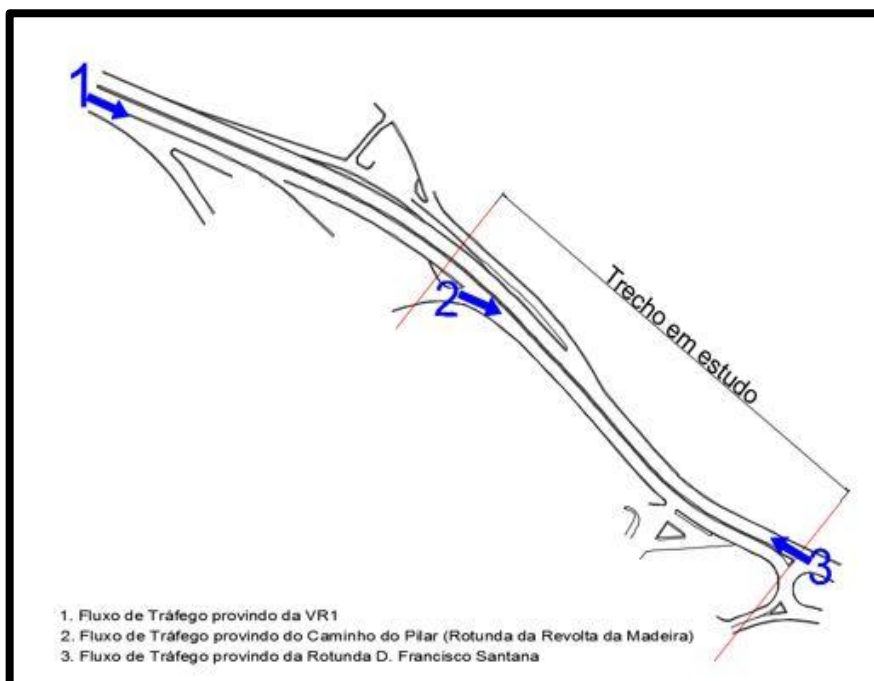 1
2
Trecho em estudo
3
1. Fluxo de Tráfego provindo da VR1
2. Fluxo de Tráfego provindo do Caminho do Pilar (Rotunda da Revolta da Madeira)
3. Fluxo de Tráfego provindo da Rotunda D. Francisco Santana